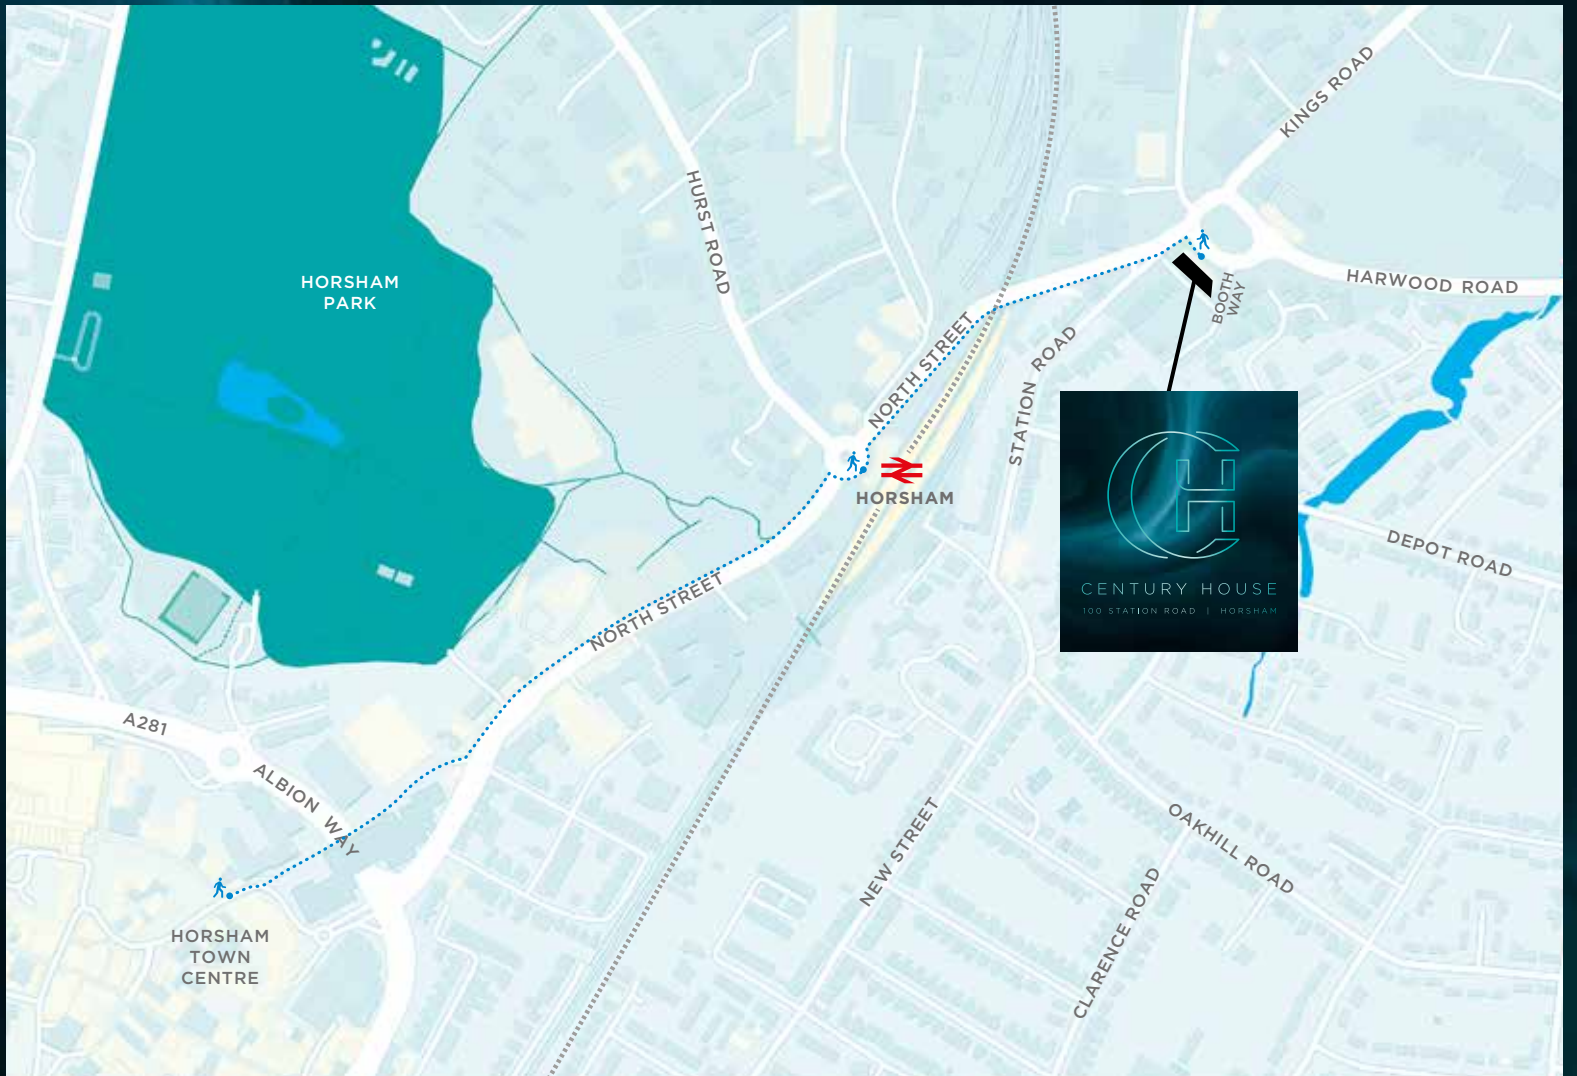 KINGS ROAD
HURST ROAD
HORSHAM
PARK
HARWOOD ROAD
BOOTH
WAY
NORTH STREET
STATION ROAD
HORSHAM
CH
CENTURY HOUSE
100 STATION ROAD | HORSHAM
DEPOT ROAD
NORTH STREET
A281
ALBION WAY
NEW STREET
OAKHILL ROAD
CLARENCE ROAD
HORSHAM
TOWN
CENTRE